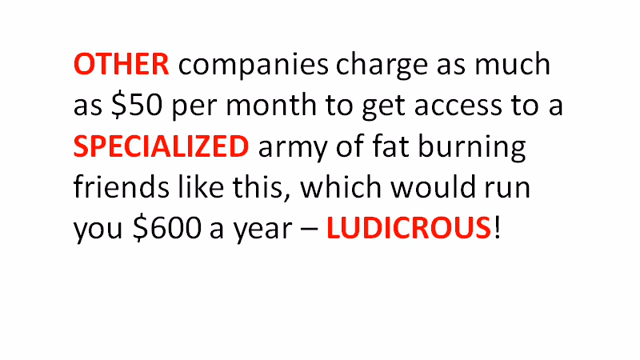 OTHER companies charge as much
as $50 per month to get access to a
SPECIALIZED army of fat burning
friends like this, which would run
you $600 a year – LUDICROUS!